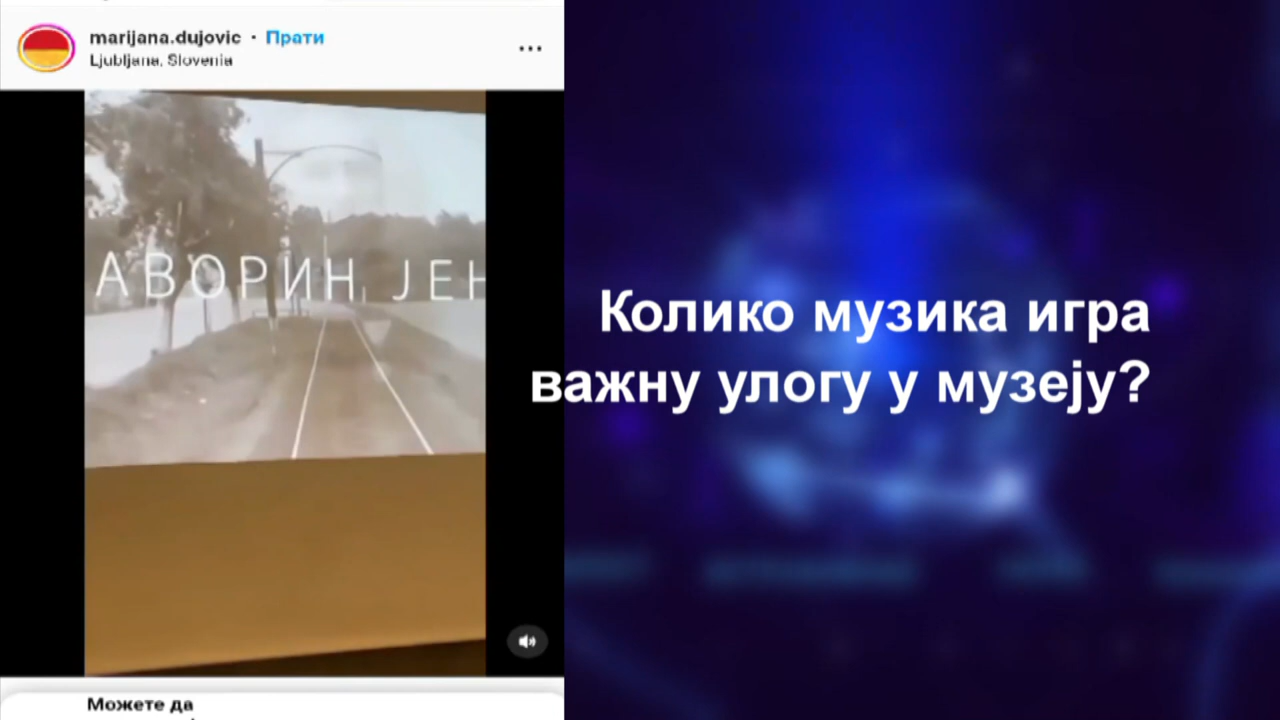 marijana.dujovic · Прати
Ljubljana, Slovenia
АВОРИН ЈЕН
Колико музика игра
важну улогу у музеју?
Можете да